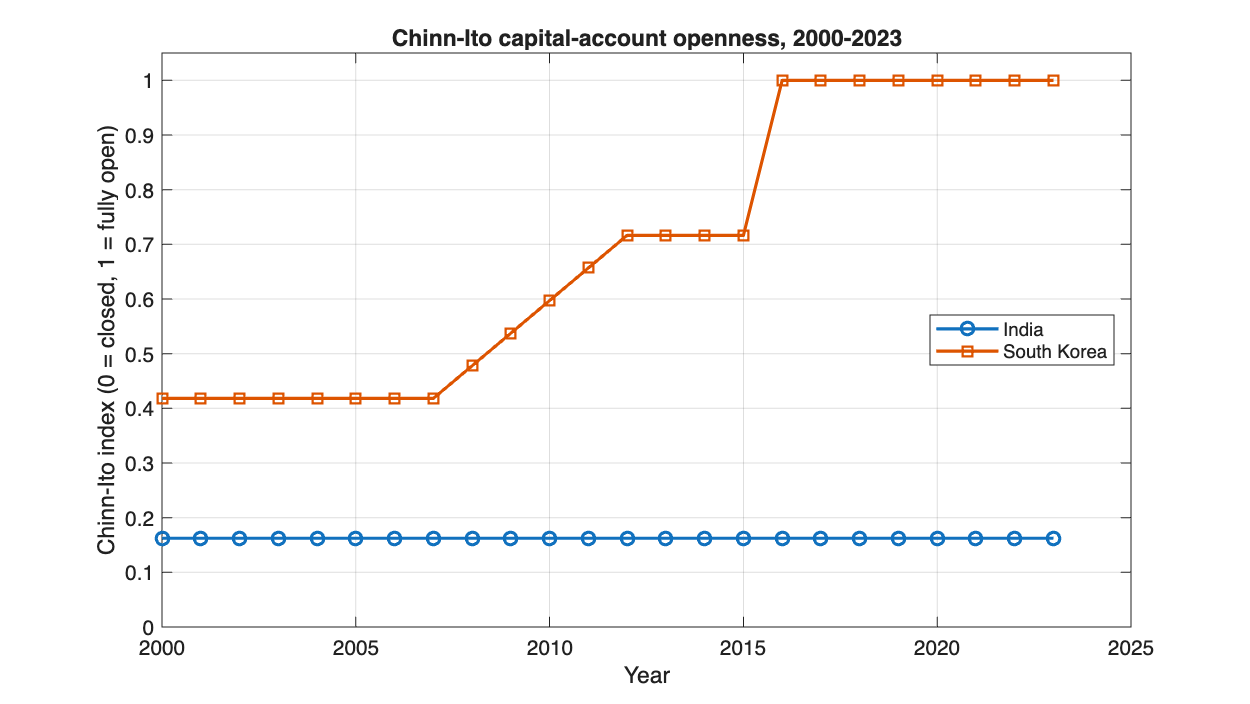 Chinn-Ito capital-account openness, 2000-2023
Chinn-Ito index (0 = closed, 1 = fully open)
1
0.9
0.8
0.7
0.6
0.5
0.4
0.3
0.2
0.1
0
India
South Korea
2000 2005 2010 2015 2020 2025
Year